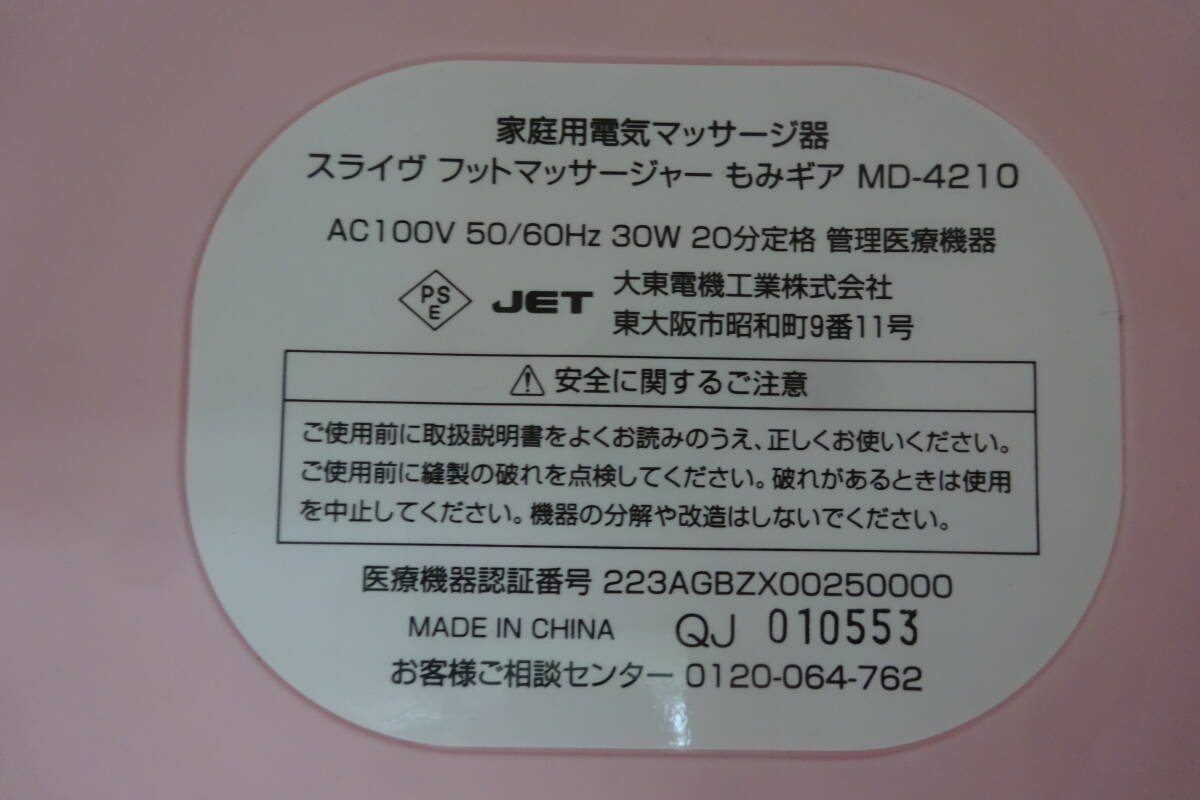 家庭用電気マッサージ器
スライヴ フットマッサージャー もみギア MD-4210
AC100V 50/60Hz 30W 20分定格 管理医療機器
PSE JET 大東電機工業株式会社
東大阪市昭和町9番11号
⚠安全に関するご注意
ご使用前に取扱説明書をよくお読みのうえ、正しくお使いください。
ご使用前に縫製の破れを点検してください。破れがあるときは使用
を中止してください。機器の分解や改造はしないでください。
医療機器認証番号 223AGBZX00250000
MADE IN CHINA QJ 010553
お客様ご相談センター 0120-064-762